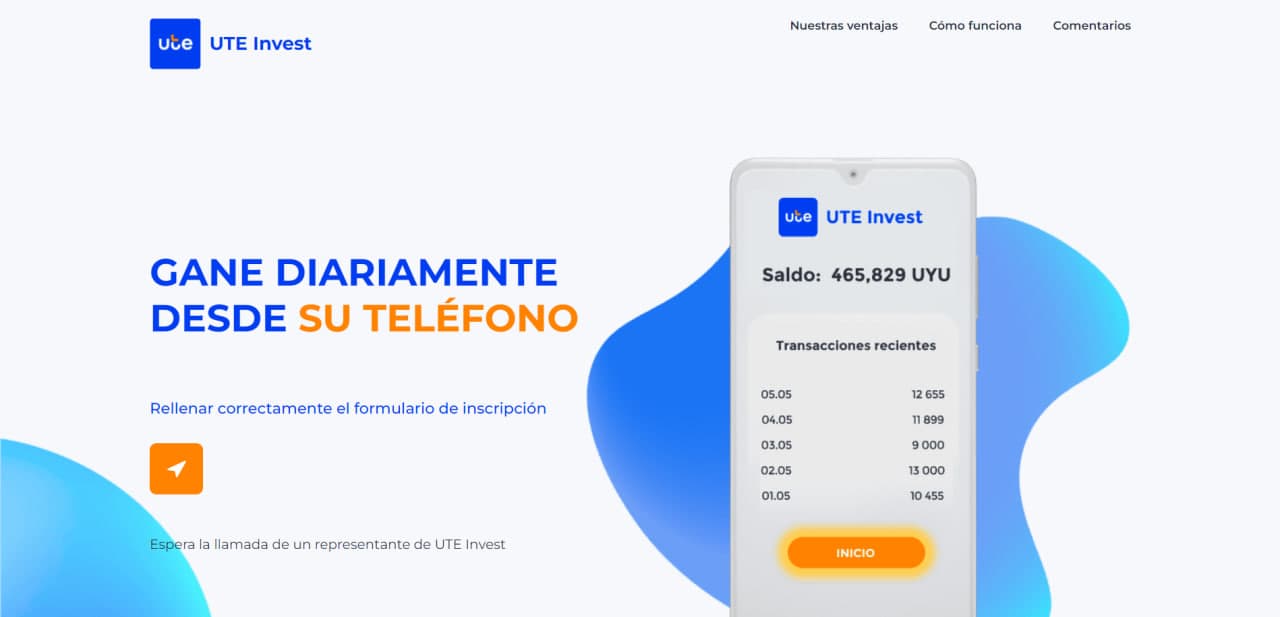 ute UTE Invest
Nuestras ventajas Cómo funciona Comentarios
GANE DIARIAMENTE
DESDE SU TELÉFONO
Rellenar correctamente el formulario de inscripción
Espera la llamada de un representante de UTE Invest
ute UTE Invest
Saldo: 465,829 UYU
Transacciones recientes
05.05 12 655
04.05 11 899
03.05 9 000
02.05 13 000
01.05 10 455
INICIO